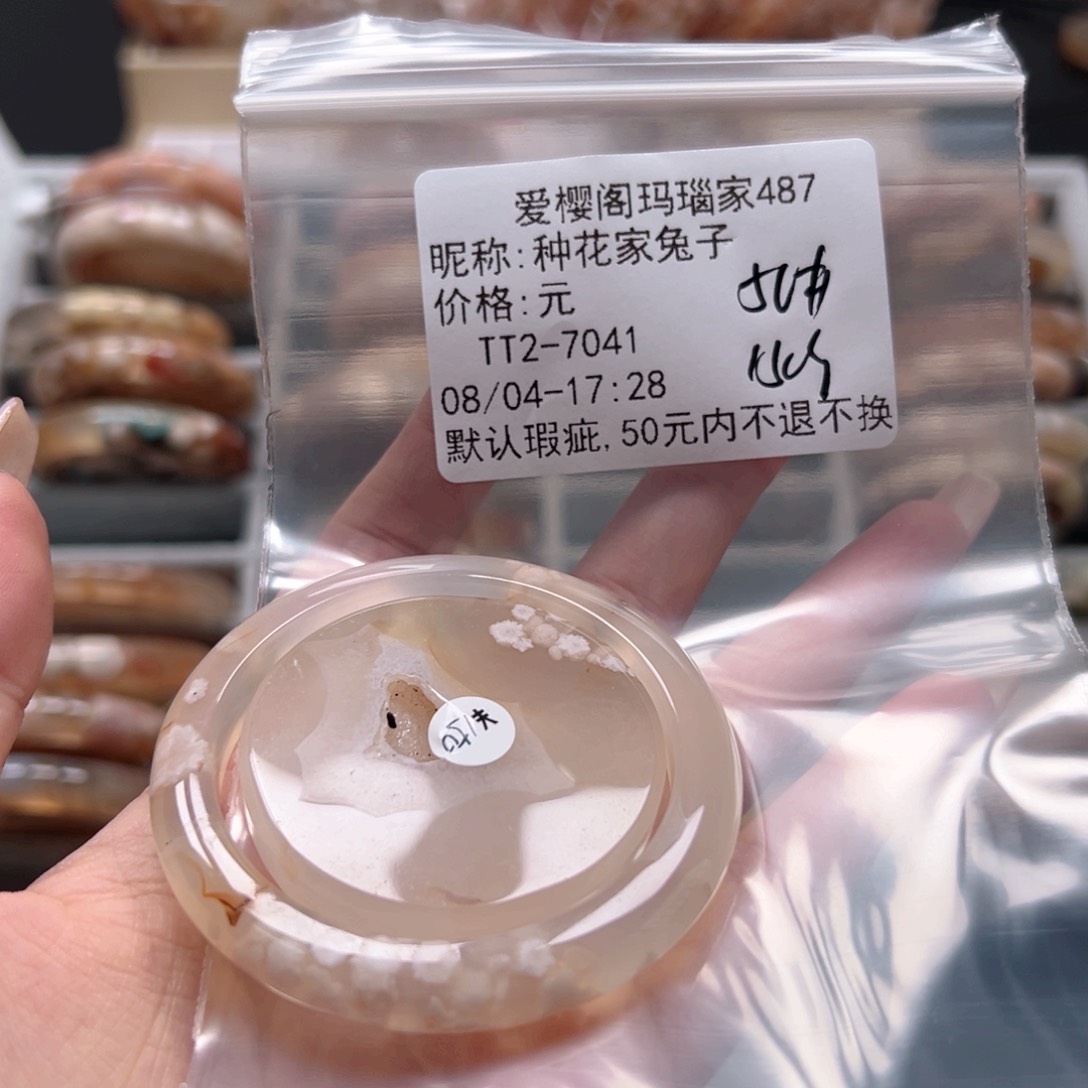 爱樱阁玛瑙家487
昵称:种花家兔子
价格:元
TT2-7041
08/04-17:28
默认瑕疵,50元内不退不换